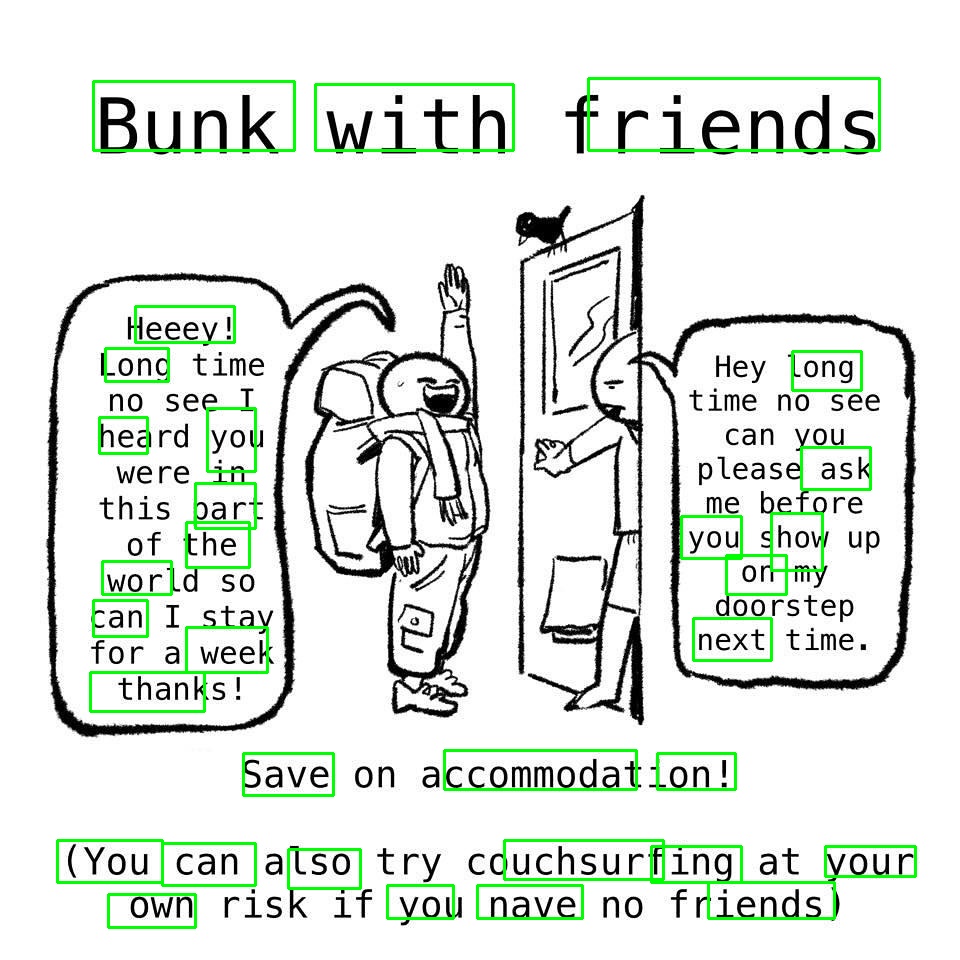 Bunk with friends
Heeey!
Long time
no see I
heard you
were in
this part
of the
world so
can I stay
for a week
thanks!
Hey long
time no see
can you
please ask
me before
you show up
on my
doorstep
next time.
Save on accommodation!
(You can also try couchsurfing at your
own risk if you nave no friends)